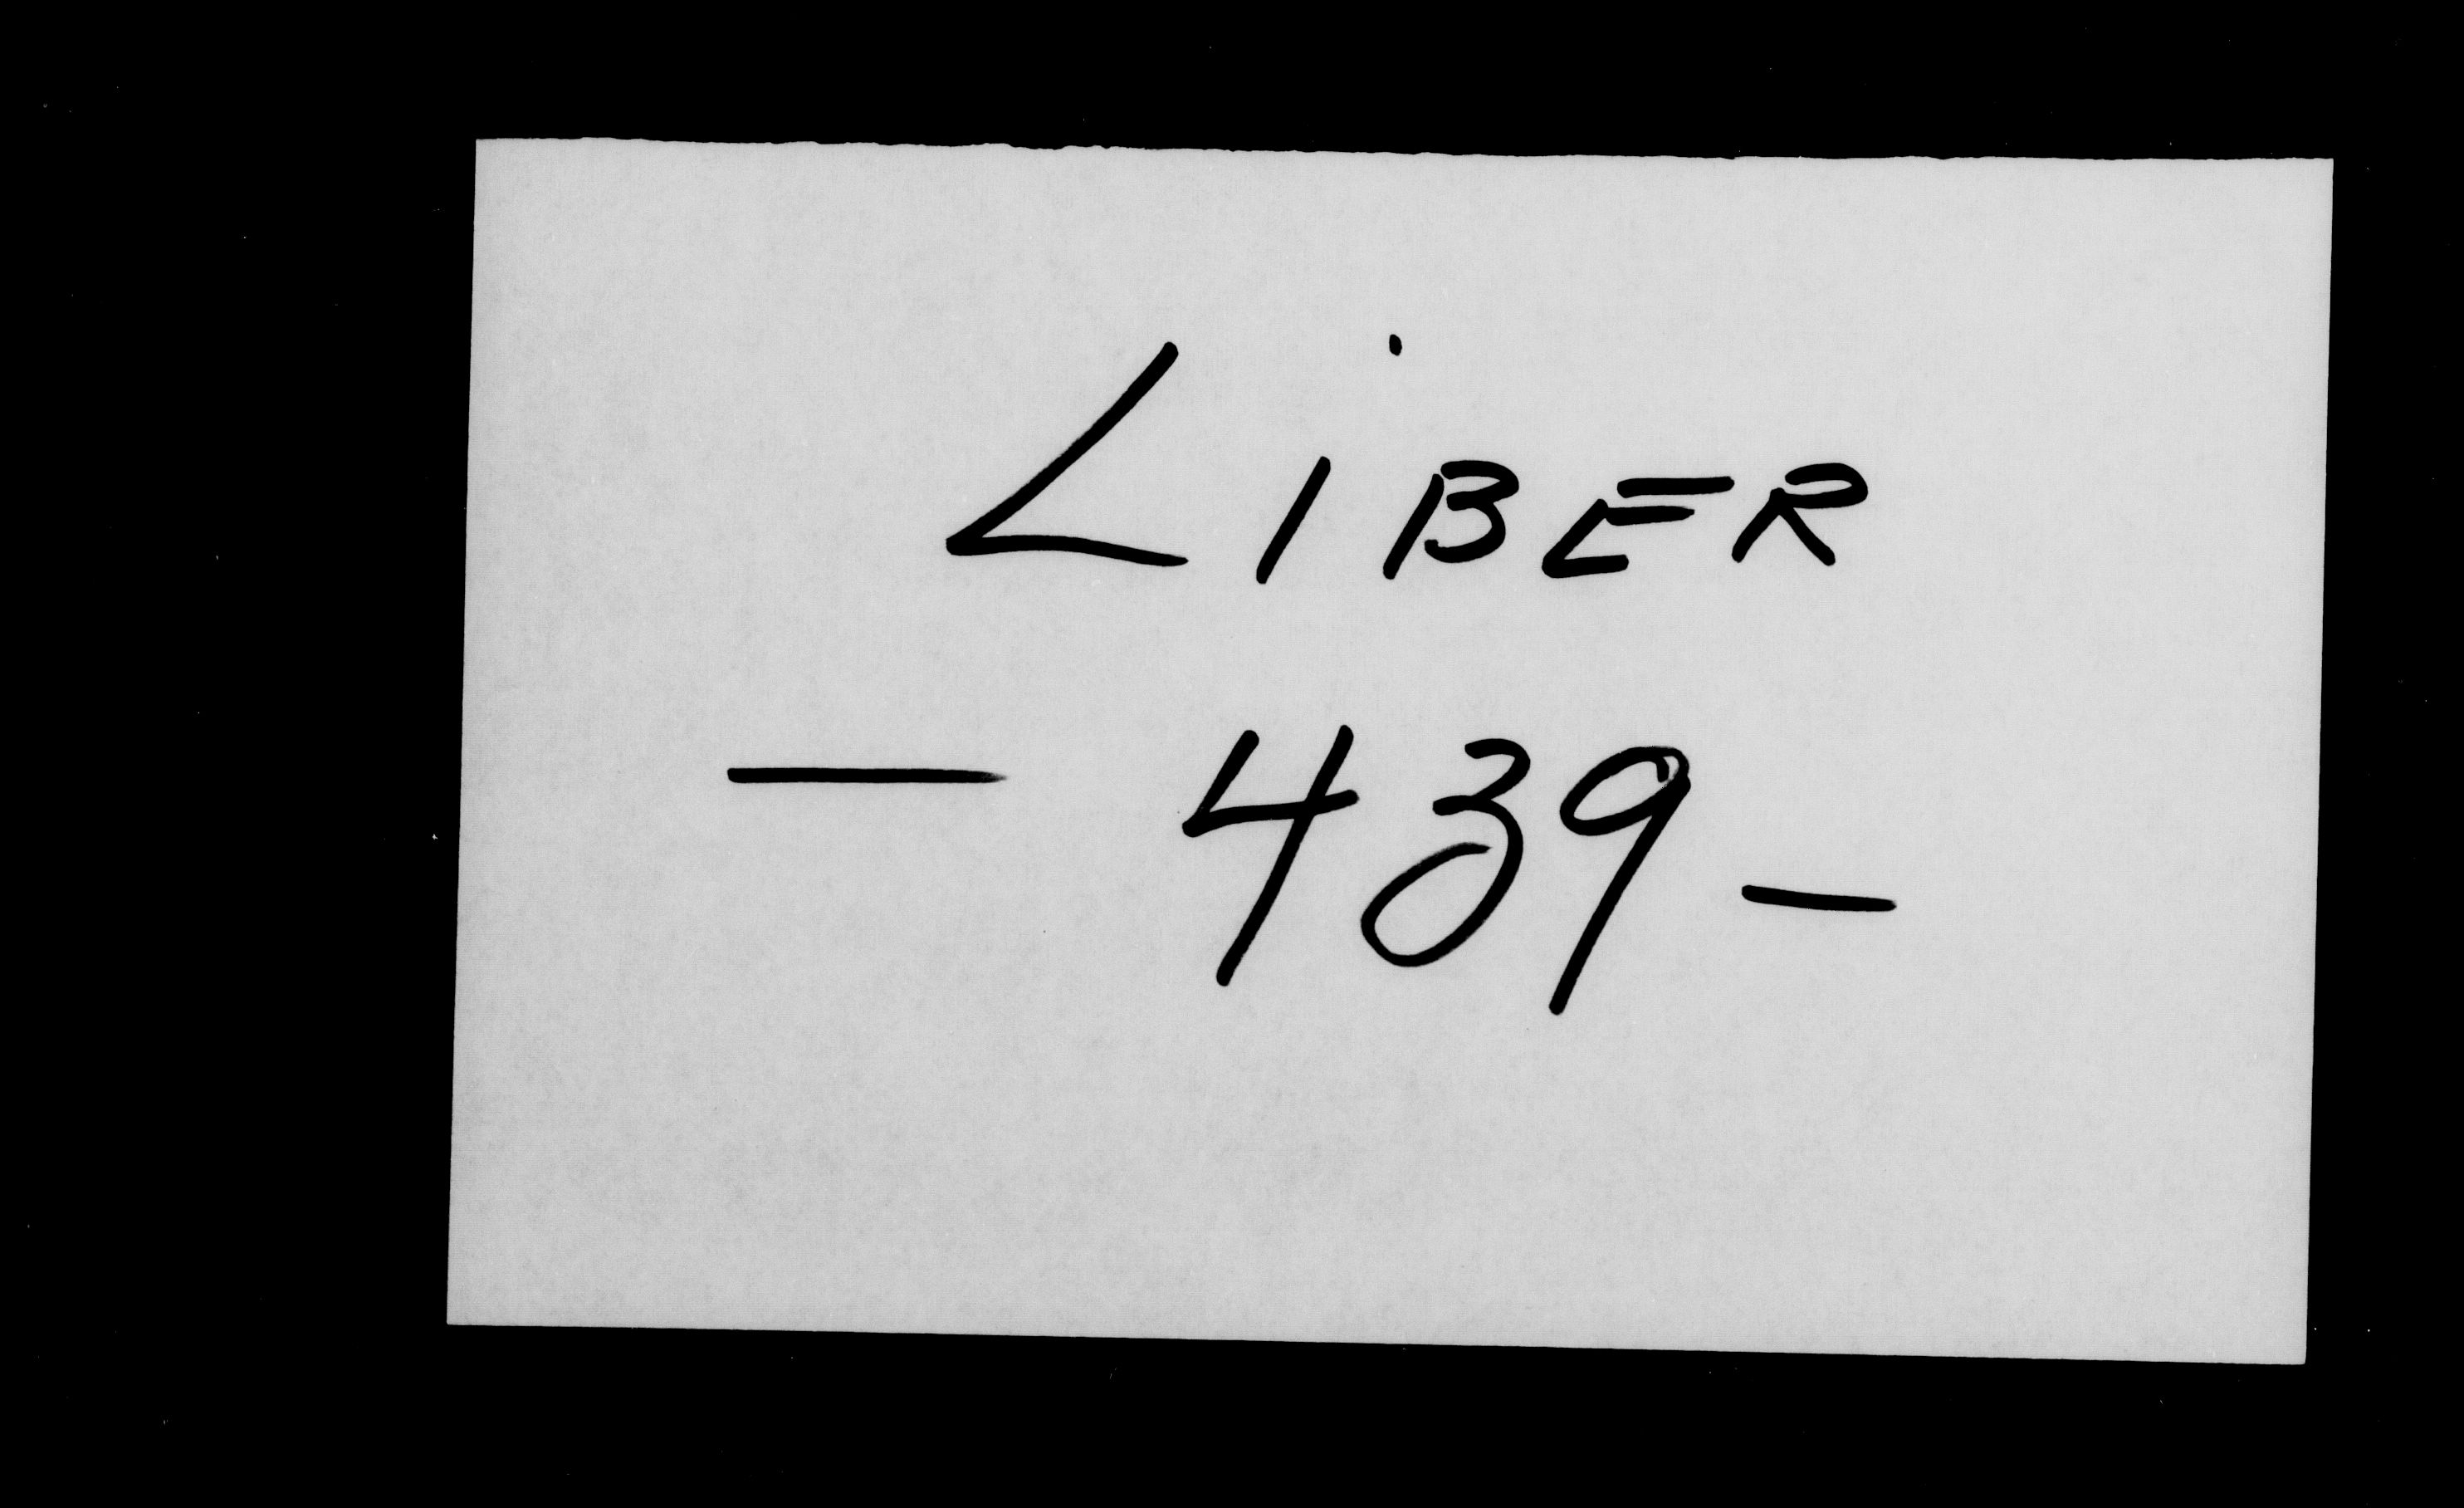 LiBER
— 439 —